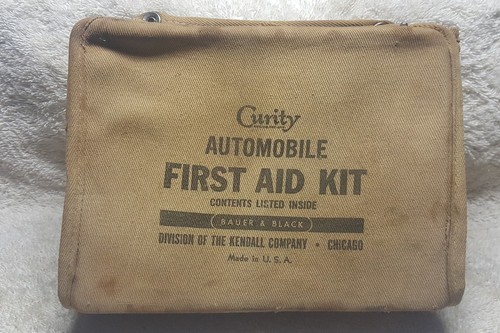 Curity
AUTOMOBILE
FIRST AID KIT
CONTENTS LISTED INSIDE
(BAUER & BLACK)
DIVISION OF THE KENDALL COMPANY • CHICAGO
Made in U.S.A.